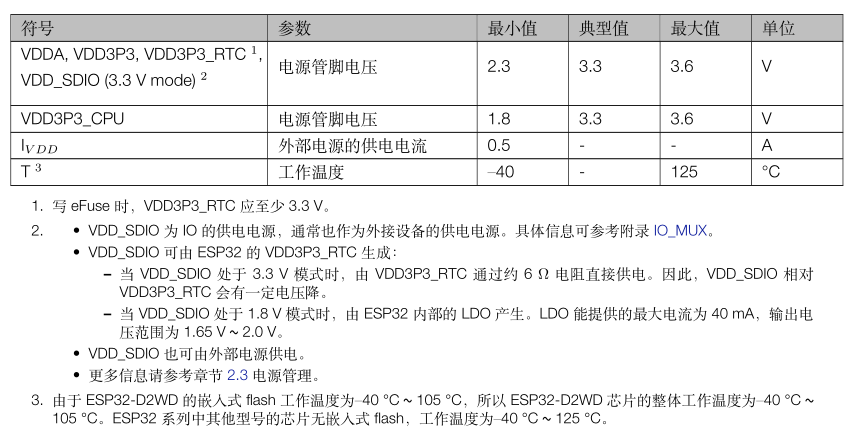 符号 参数 最小值 典型值 最大值 单位
VDDA, VDD3P3, VDD3P3_RTC 1,
VDD_SDIO (3.3 V mode) 2 电源管脚电压 2.3 3.3 3.6 V
VDD3P3_CPU 电源管脚电压 1.8 3.3 3.6 V
IVDD 外部电源的供电电流 0.5 - - A
T 3 工作温度 –40 - 125 °C
1. 写 eFuse 时，VDD3P3_RTC 应至少 3.3 V。
2. • VDD_SDIO 为 IO 的供电电源，通常也作为外接设备的供电电源。具体信息可参考附录 IO_MUX。
• VDD_SDIO 可由 ESP32 的 VDD3P3_RTC 生成：
– 当 VDD_SDIO 处于 3.3 V 模式时，由 VDD3P3_RTC 通过约 6 Ω 电阻直接供电。因此，VDD_SDIO 相对
VDD3P3_RTC 会有一定电压降。
– 当 VDD_SDIO 处于 1.8 V 模式时，由 ESP32 内部的 LDO 产生。LDO 能提供的最大电流为 40 mA，输出电
压范围为 1.65 V ~ 2.0 V。
• VDD_SDIO 也可由外部电源供电。
• 更多信息请参考章节 2.3 电源管理。
3. 由于 ESP32-D2WD 的嵌入式 flash 工作温度为–40 °C ~ 105 °C，所以 ESP32-D2WD 芯片的整体工作温度为–40 °C ~
105 °C。ESP32 系列中其他型号的芯片无嵌入式 flash，工作温度为–40 °C ~ 125 °C。